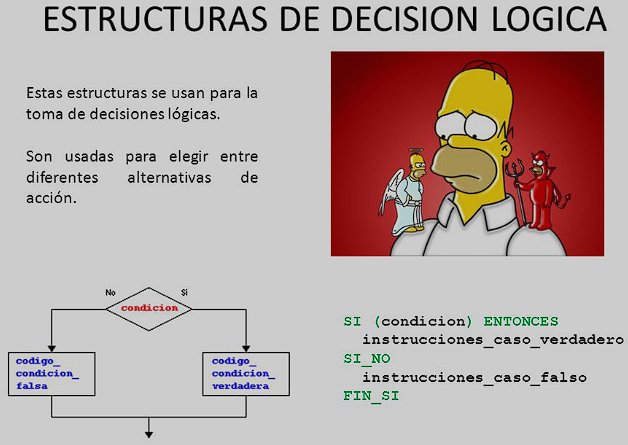 ESTRUCTURAS DE DECISION LOGICA
Estas estructuras se usan para la
toma de decisiones lógicas.
Son usadas para elegir entre
diferentes alternativas de
acción.
No
Si
condicion
codigo_
condicion_
falsa
codigo_
condicion_
verdadera
SI (condicion) ENTONCES
instrucciones_caso_verdadero
SI_NO
instrucciones_caso_falso
FIN_SI